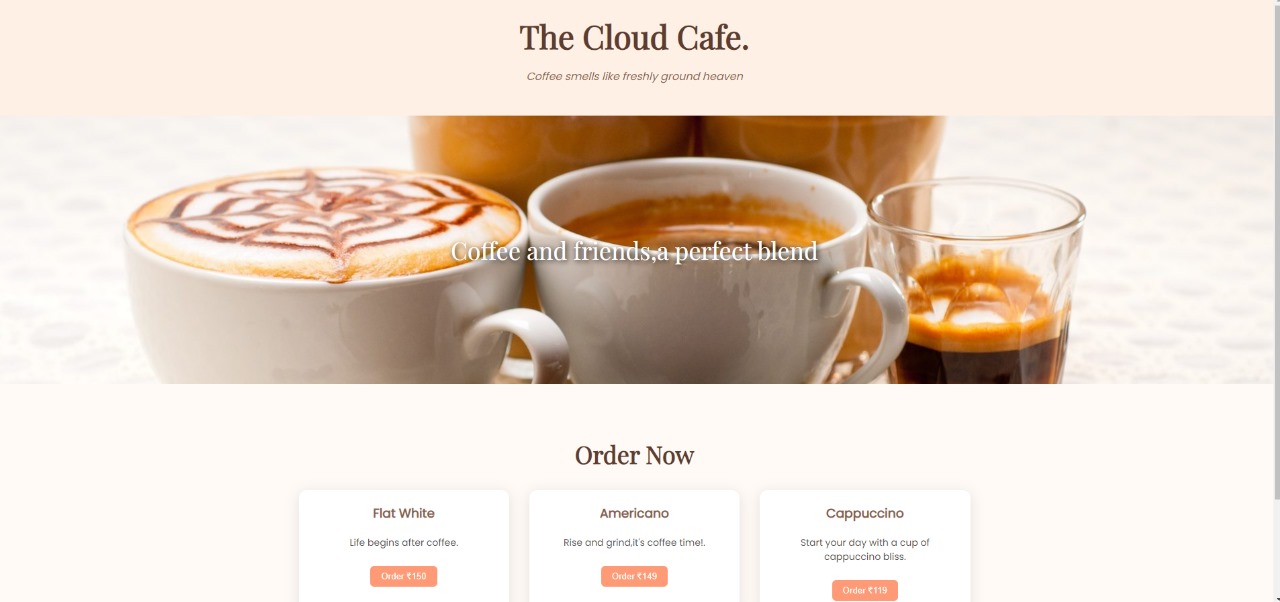 The Cloud Cafe.
Coffee smells like freshly ground heaven
Coffee and friends,a perfect blend
Order Now
Flat White
Life begins after coffee.
Order ₹150
Americano
Rise and grind,it's coffee time!.
Order ₹149
Cappuccino
Start your day with a cup of
cappuccino bliss.
Order ₹119